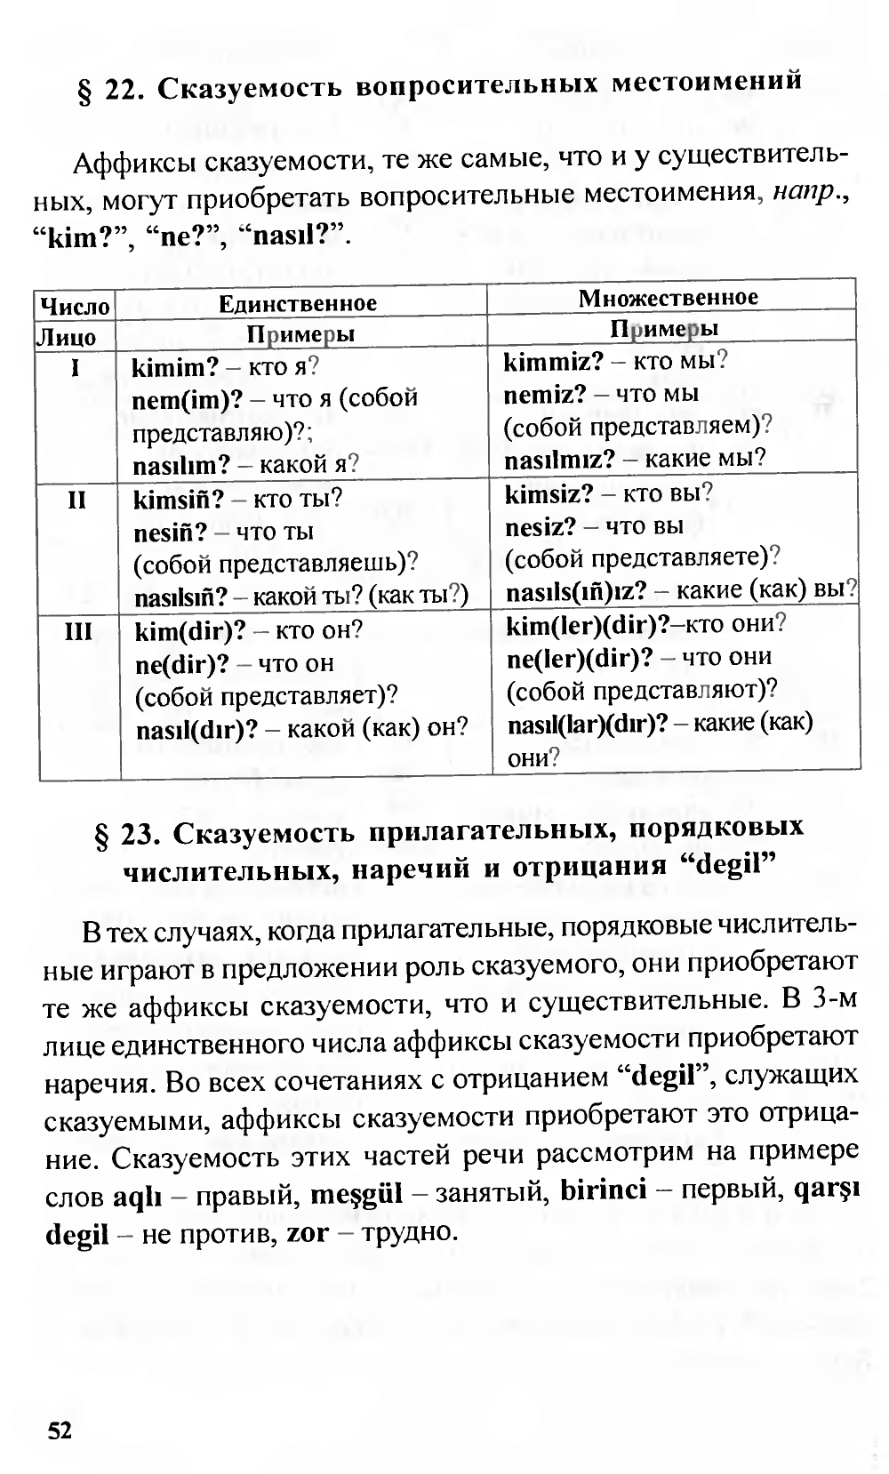 § 22. Сказуемость вопросительных местоимений
Аффиксы сказуемости, те же самые, что и у существитель-
ных, могут приобретать вопросительные местоимения, напр.,
“kim?”, “ne?”, “nasıl?”.
Число Единственное Множественное
Лицо Примеры Примеры
I kimim? – кто я? kimmiz? – кто мы?
nem(im)? – что я (собой nemiz? – что мы
представляю)?; (собой представляем)?
nasılım? – какой я? nasılmız? – какие мы?
II kimsiñ? – кто ты? kimsiz? – кто вы?
nesiñ? – что ты nesiz? – что вы
(собой представляешь)? (собой представляете)?
nasılsıñ? – какой ты? (как ты?) nasıls(ıñ)ız? – какие (как) вы?
III kim(dir)? – кто он? kim(ler)(dir)?–кто они?
ne(dir)? – что он ne(ler)(dir)? – что они
(собой представляет)? (собой представляют)?
nasıl(dır)? – какой (как) он? nasıl(lar)(dır)? – какие (как)
они?
§ 23. Сказуемость прилагательных, порядковых
числительных, наречий и отрицания “degil”
В тех случаях, когда прилагательные, порядковые числитель-
ные играют в предложении роль сказуемого, они приобретают
те же аффиксы сказуемости, что и существительные. В 3-м
лице единственного числа аффиксы сказуемости приобретают
наречия. Во всех сочетаниях с отрицанием “degil”, служащих
сказуемыми, аффиксы сказуемости приобретают это отрица-
ние. Сказуемость этих частей речи рассмотрим на примере
слов aqlı – правый, meşgül – занятый, birinci – первый, qarşı
degil – не против, zor – трудно.
52